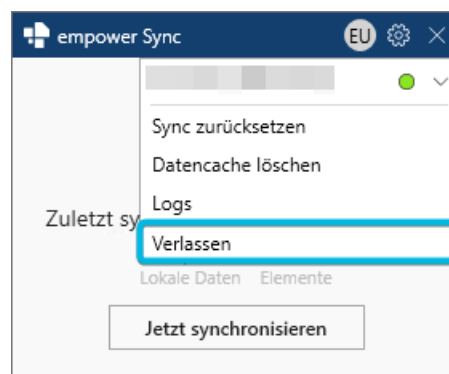 empower Sync
EU
Sync zurücksetzen
Datencache löschen
Logs
Zuletzt sy
Verlassen
Lokale Daten Elemente
Jetzt synchronisieren